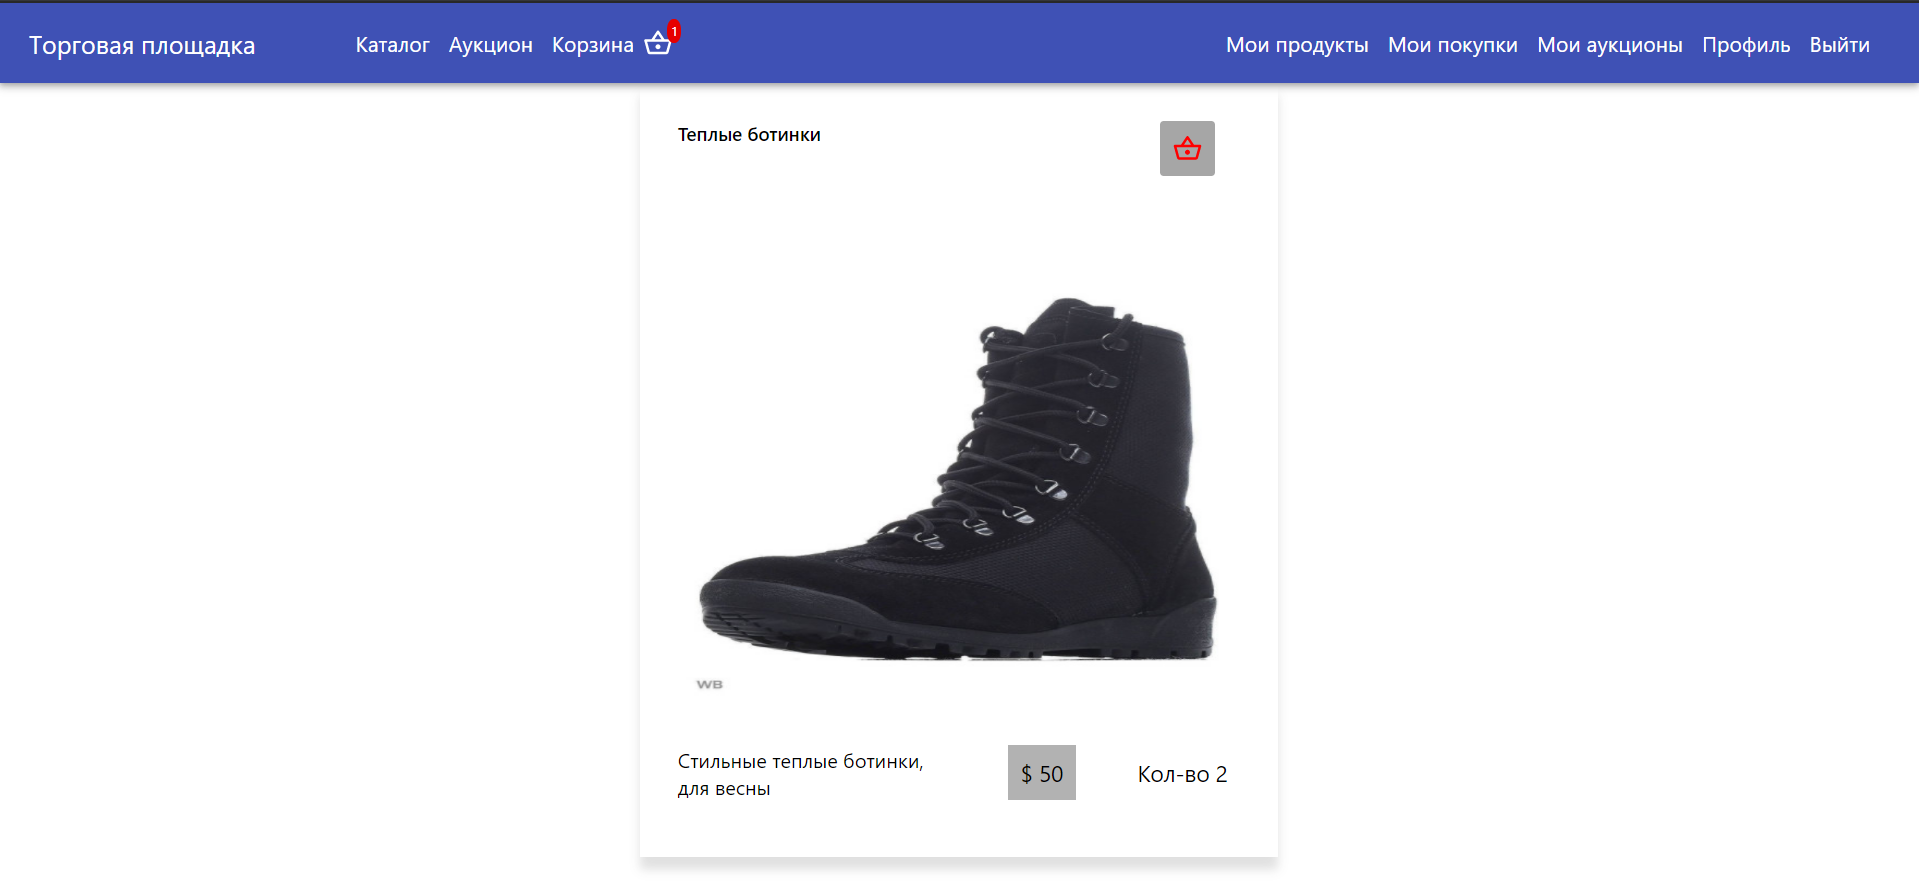 Торговая площадка Каталог Аукцион Корзина 1 Мои продукты Мои покупки Мои аукционы Профиль Выйти
Теплые ботинки
WB
Стильные теплые ботинки,
для весны
$ 50
Кол-во 2